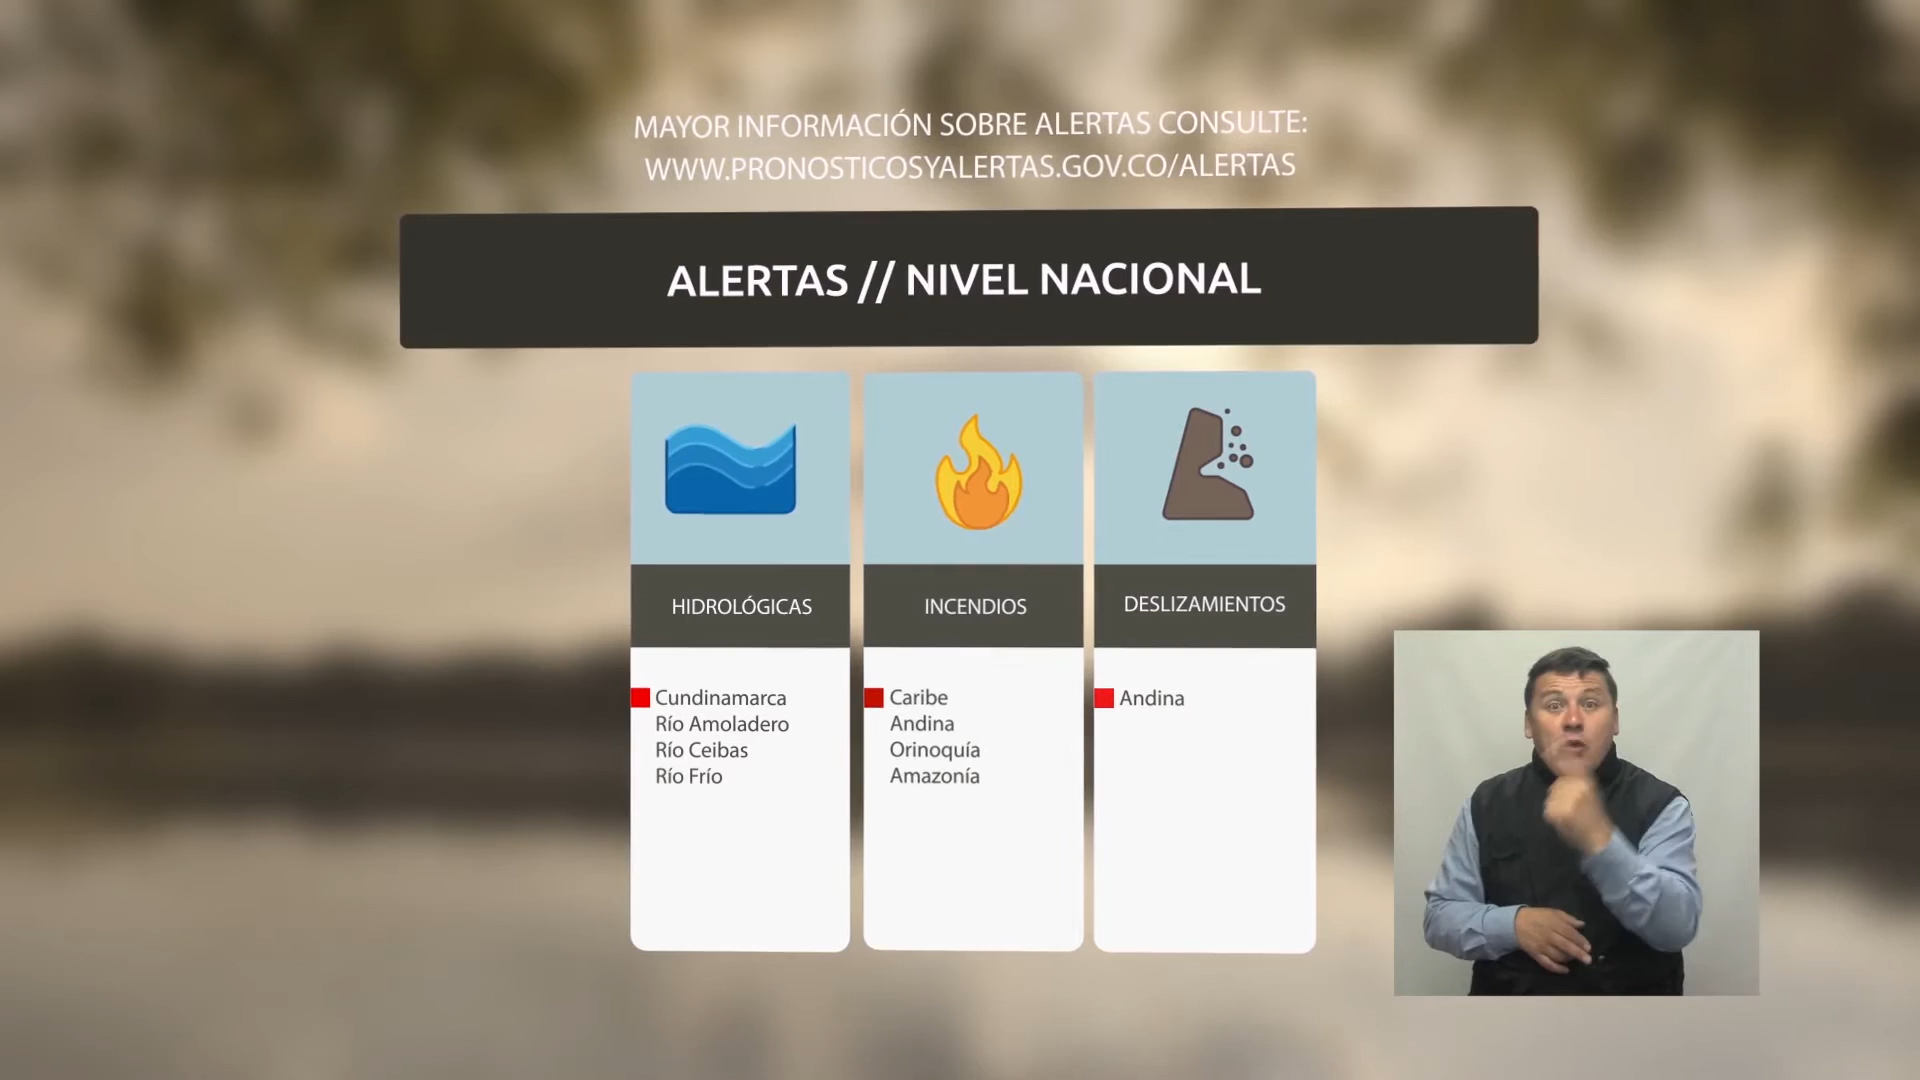 MAYOR INFORMACIÓN SOBRE ALERTAS CONSULTE:
WWW.PRONOSTICOSYALERTAS.GOV.CO/ALERTAS
ALERTAS // NIVEL NACIONAL
HIDROLÓGICAS
Cundinamarca
Río Amoladero
Río Ceibas
Río Frío
INCENDIOS
Caribe
Andina
Orinoquía
Amazonía
DESLIZAMIENTOS
Andina